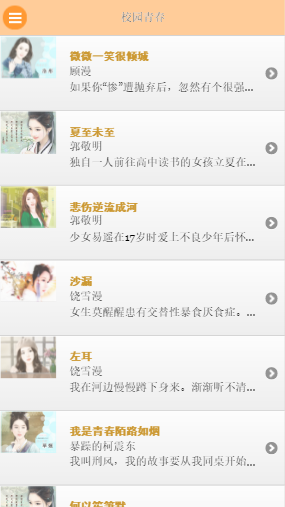 校园青春
微微一笑很倾城
顾漫
如果你“惨”遭抛弃后，忽然有个很强...
夏至未至
郭敬明
独自一人前往高中读书的女孩立夏在...
悲伤逆流成河
郭敬明
少女易遥在17岁时爱上不良少年后怀...
沙漏
饶雪漫
女生莫醒醒患有交替性暴食厌食症。...
左耳
饶雪漫
我在河边慢慢蹲下身来。渐渐听不清...
我是青春陌路如烟
暴躁的柯震东
我叫刑风，我的故事要从我同桌开始...